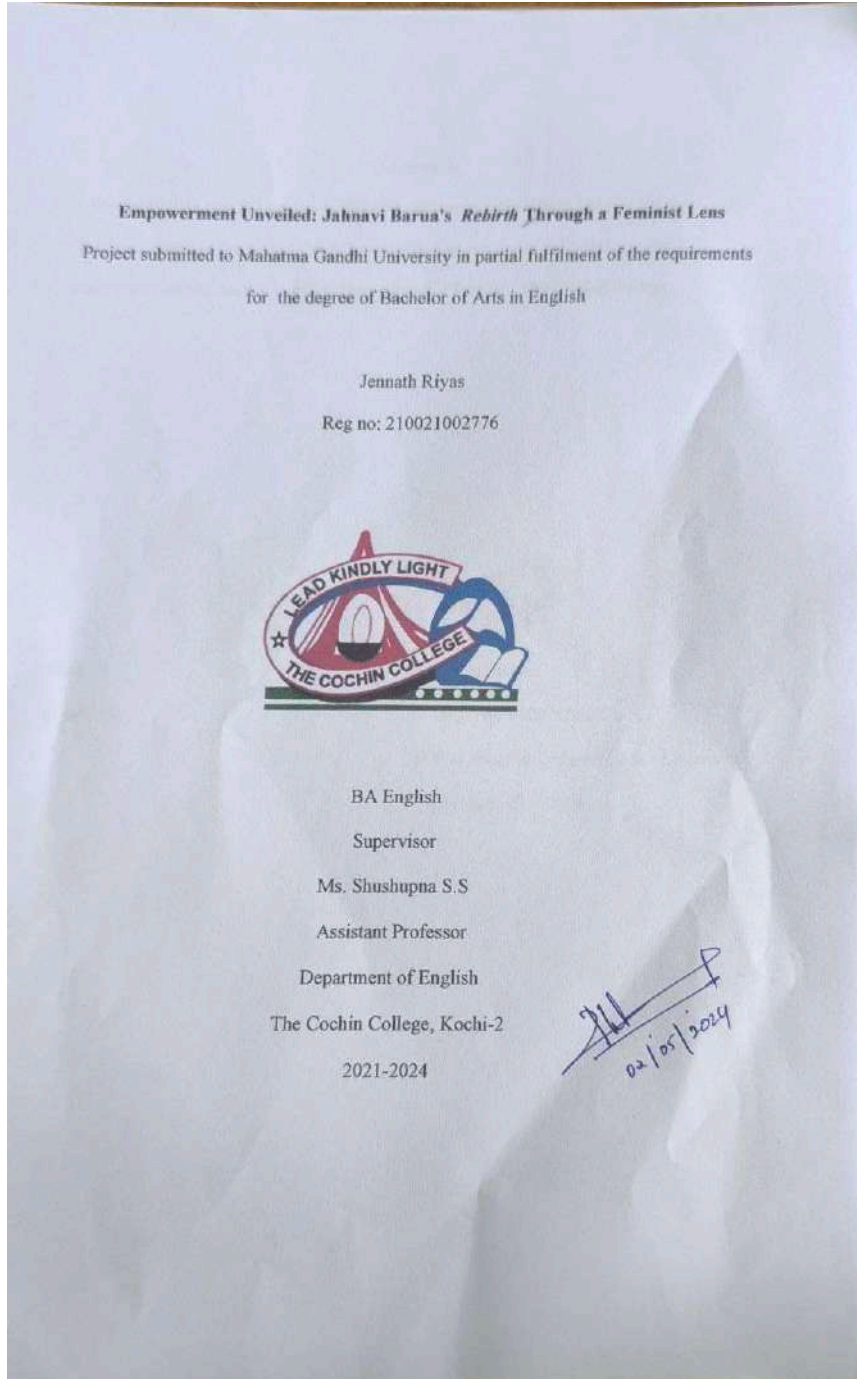 Empowerment Unveiled: Jahnavi Barua's Rebirth Through a Feminist Lens
Project submitted to Mahatma Gandhi University in partial fulfilment of the requirements
for the degree of Bachelor of Arts in English
Jennath Riyas
Reg no: 210021002776
LEAD KINDLY LIGHT
THE COCHIN COLLEGE
BA English
Supervisor
Ms. Shushupna S.S
Assistant Professor
Department of English
The Cochin College, Kochi-2
2021-2024
02/05/2024